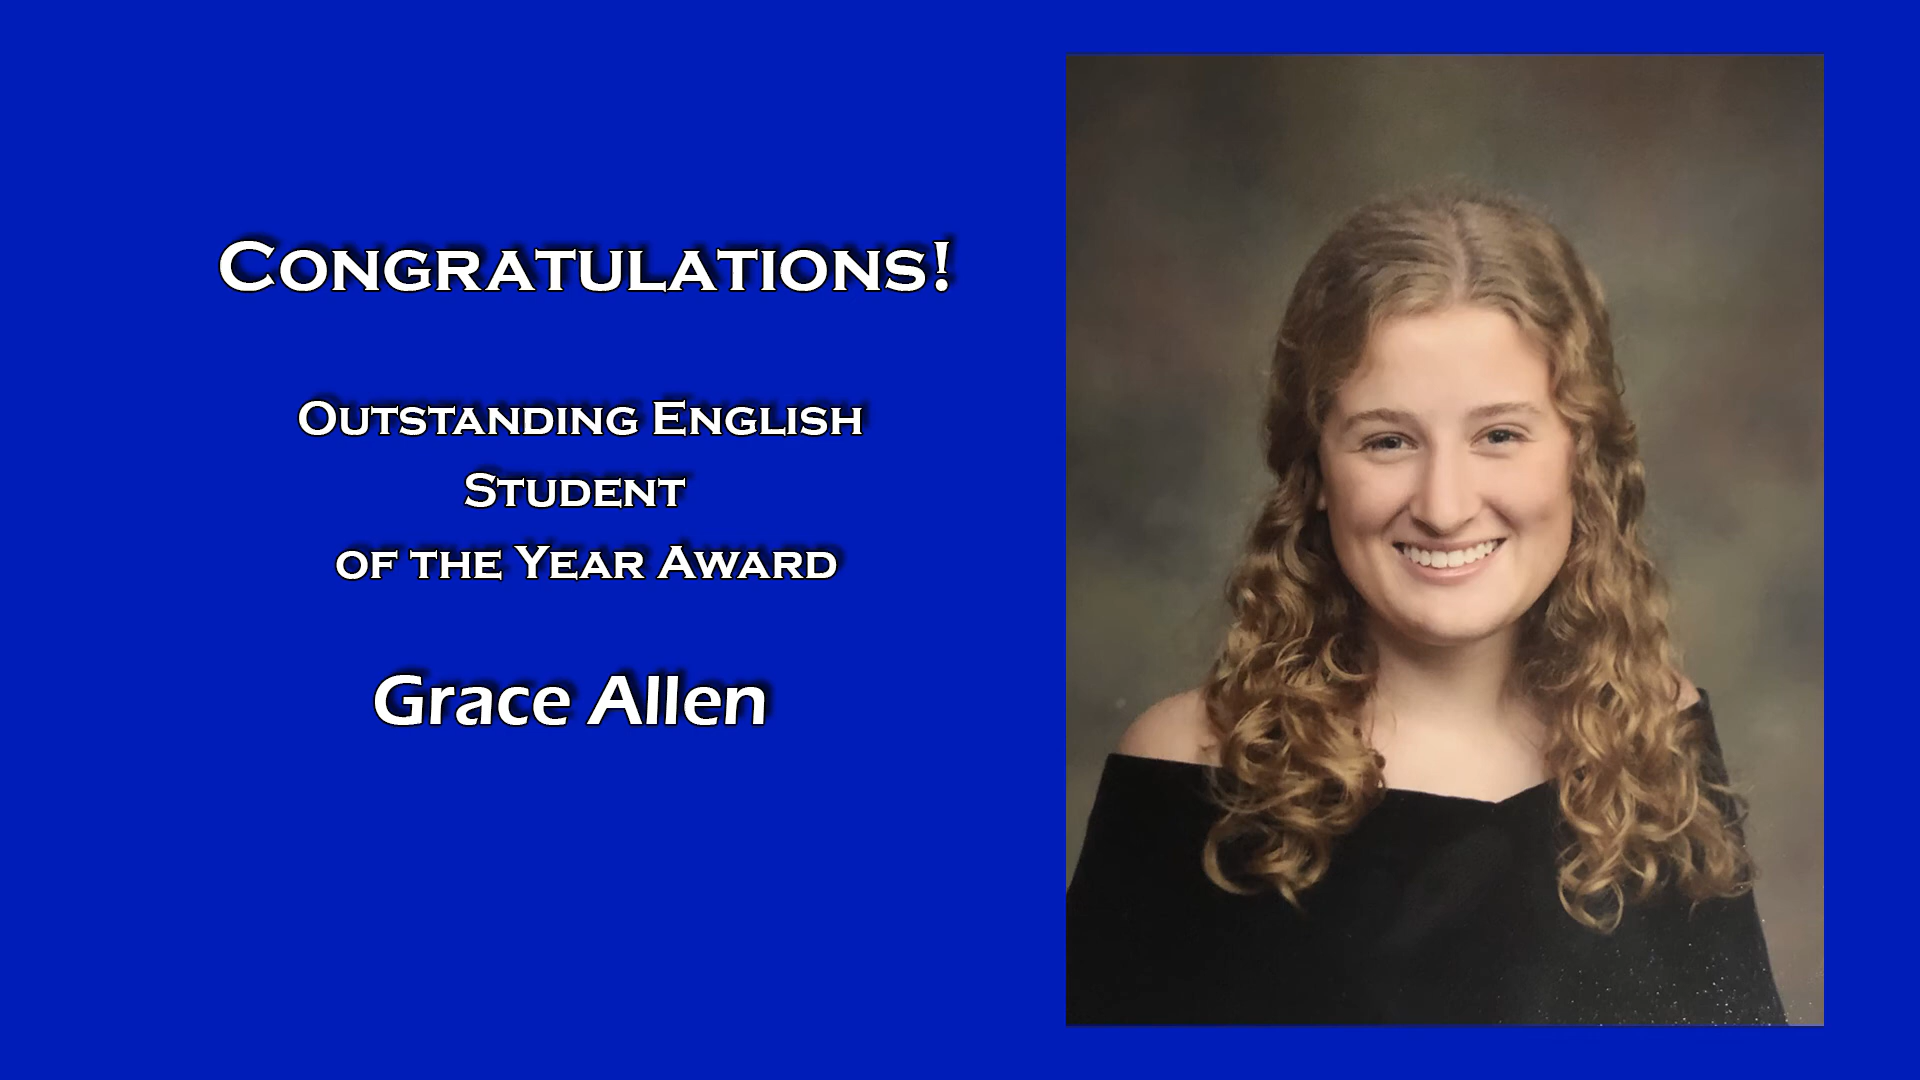 Congratulations!
Outstanding English
Student
of the Year Award
Grace Allen